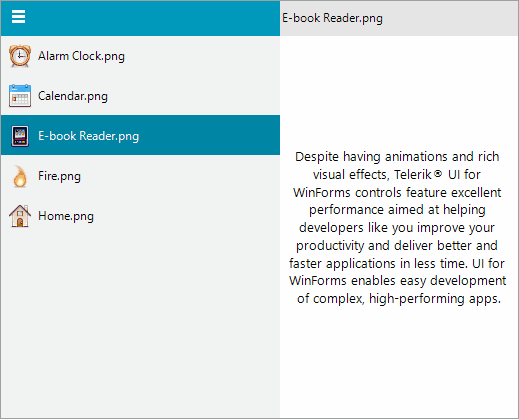 E-book Reader.png
Alarm Clock.png
Calendar.png
E-book Reader.png
Fire.png
Home.png
Despite having animations and rich
visual effects, Telerik® UI for
WinForms controls feature excellent
performance aimed at helping
developers like you improve your
productivity and deliver better and
faster applications in less time. UI for
WinForms enables easy development
of complex, high-performing apps.